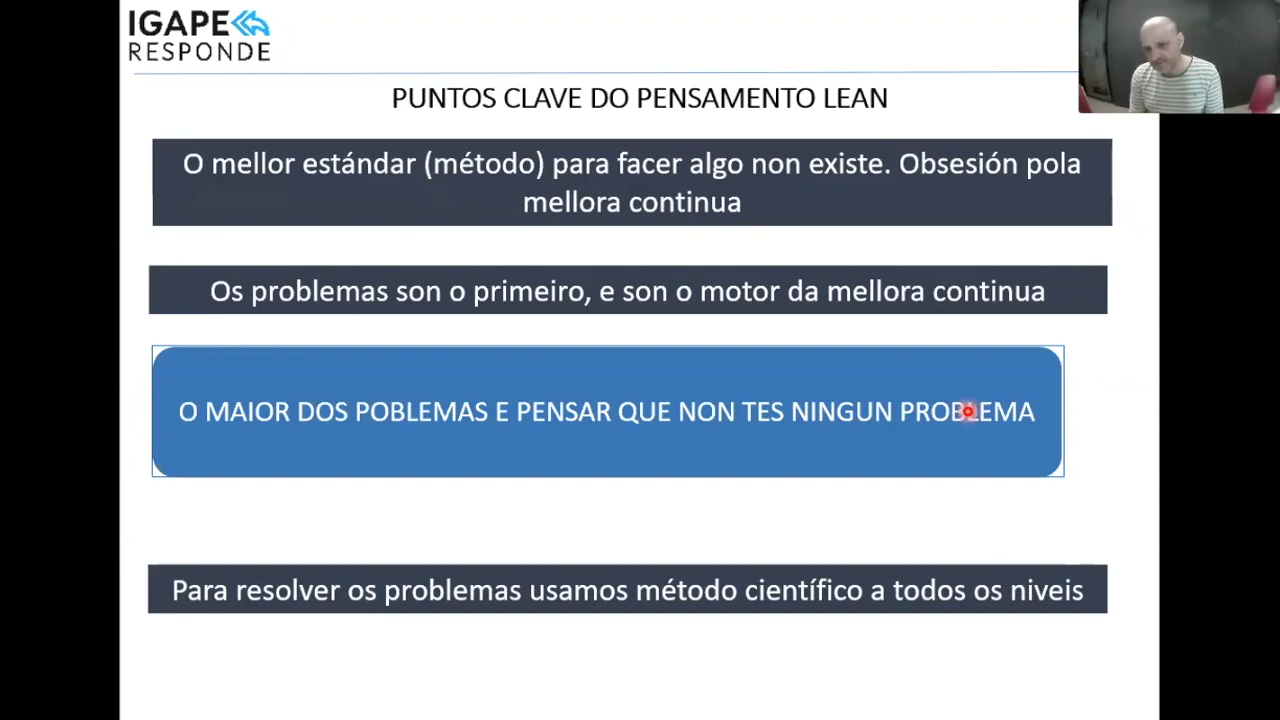 IGAPE
RESPONDE
PUNTOS CLAVE DO PENSAMENTO LEAN
O mellor estándar (método) para facer algo non existe. Obsesión pola
mellora continua
Os problemas son o primeiro, e son o motor da mellora continua
O MAIOR DOS POBLEMAS E PENSAR QUE NON TES NINGUN PROBLEMA
Para resolver os problemas usamos método científico a todos os niveis